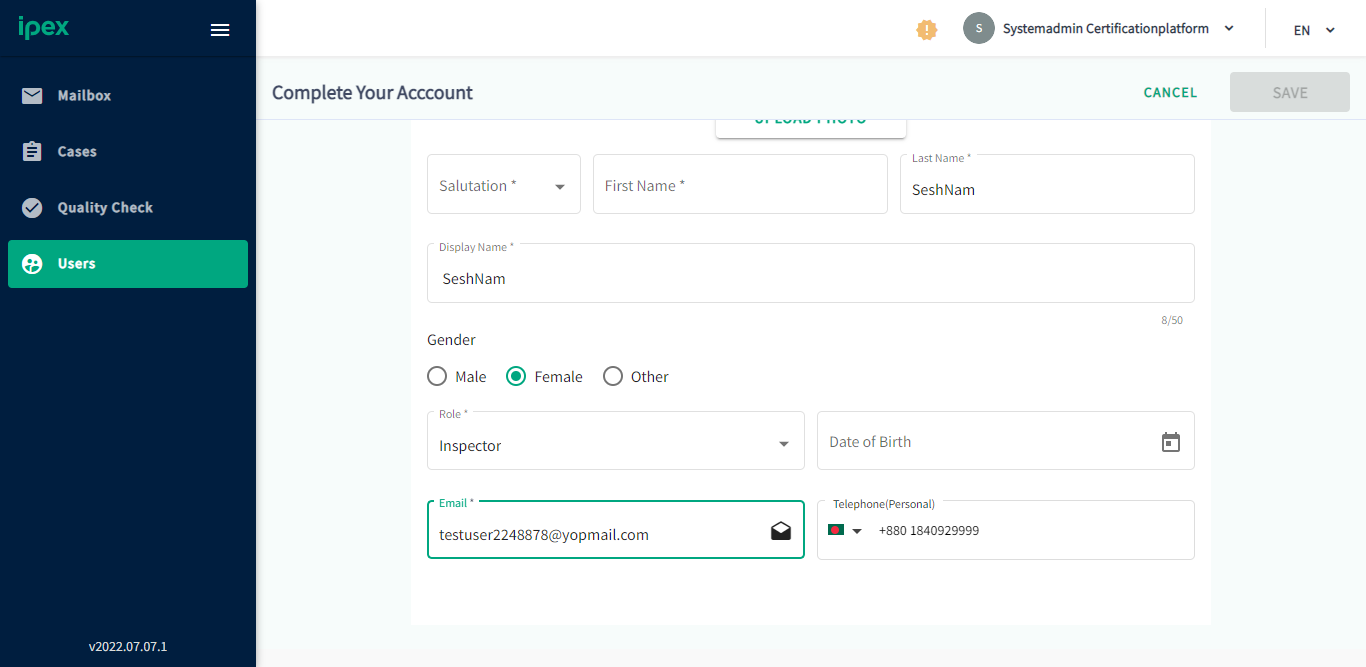 ipex
S
Systemadmin Certificationplatform
EN
Mailbox
Cases
Quality Check
Users
v2022.07.07.1
Complete Your Acccount
CANCEL
SAVE
UPLOAD PHOTO
Salutation *
First Name *
Last Name *
SeshNam
Display Name *
SeshNam
8/50
Gender
Male Female Other
Role *
Inspector
Date of Birth
Email *
testuser2248878@yopmail.com
Telephone(Personal)
+880 1840929999